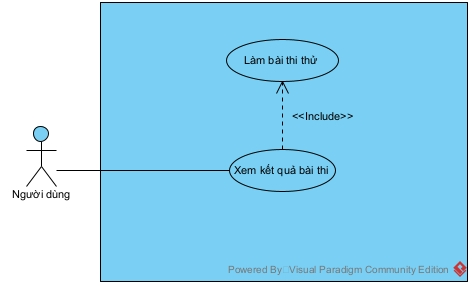 Làm bài thi thử
<<Include>>
Xem kết quả bài thi
Người dùng
Powered By Visual Paradigm Community Edition